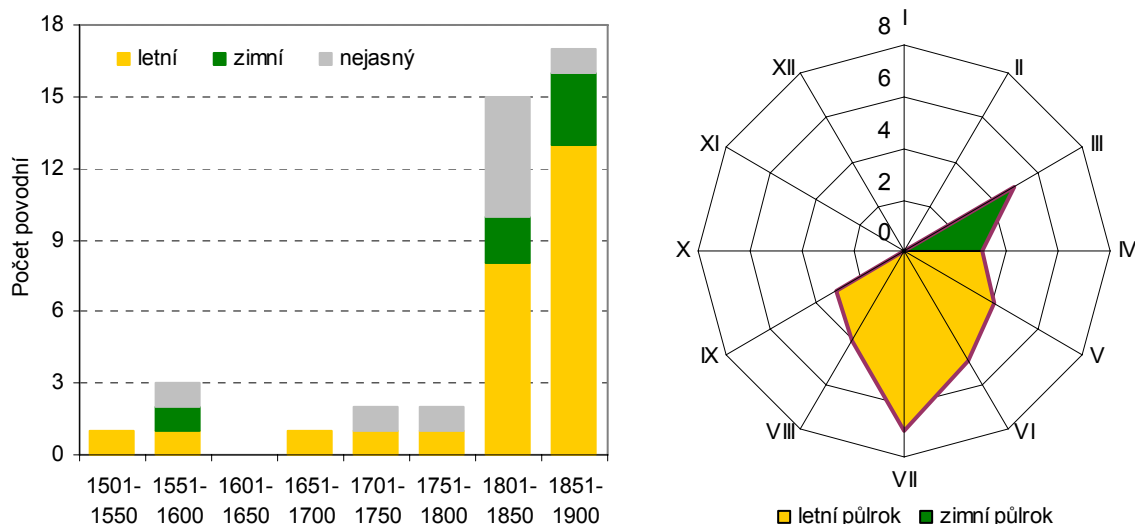 18
15
12
9
6
3
0
Počet povodní
letní zimní nejasný
1501-
1550
1551-
1600
1601-
1650
1651-
1700
1701-
1750
1751-
1800
1801-
1850
1851-
1900
8
6
4
2
0
I
II
III
IV
V
VI
VII
VIII
IX
X
XI
XII
letní půlrok zimní půlrok